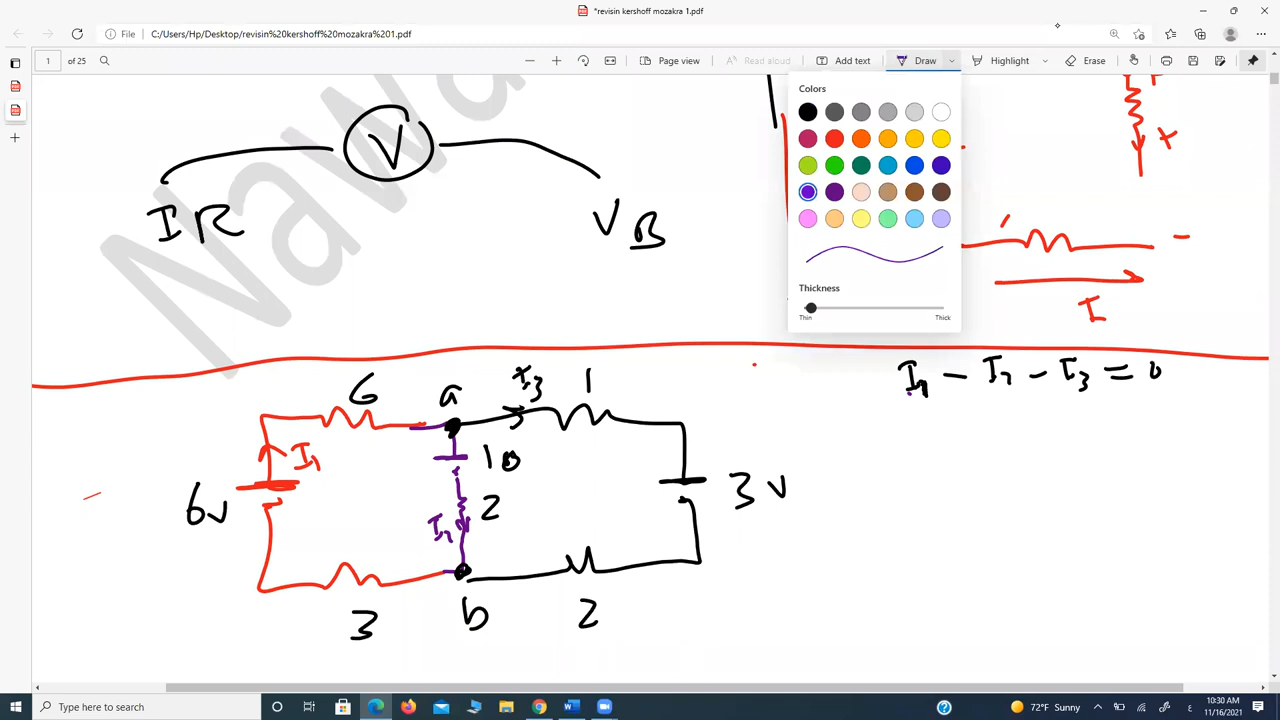 *revisin kershoff mozakra 1.pdf
File C:/Users/Hp/Desktop/revisin%20kershoff%20mozakra%201.pdf
1 of 25 Page view Read aloud Add text Draw Highlight Erase
Colors
Thickness
Thin Thick
Nawa
V
IR
VB
+
-
I
I1 - I2 - I3 = 0
6 a I3 1
I1 10
6v 2 3 v
I2
3 b 2
Type here to search
72°F Sunny
10:30 AM
11/16/2021